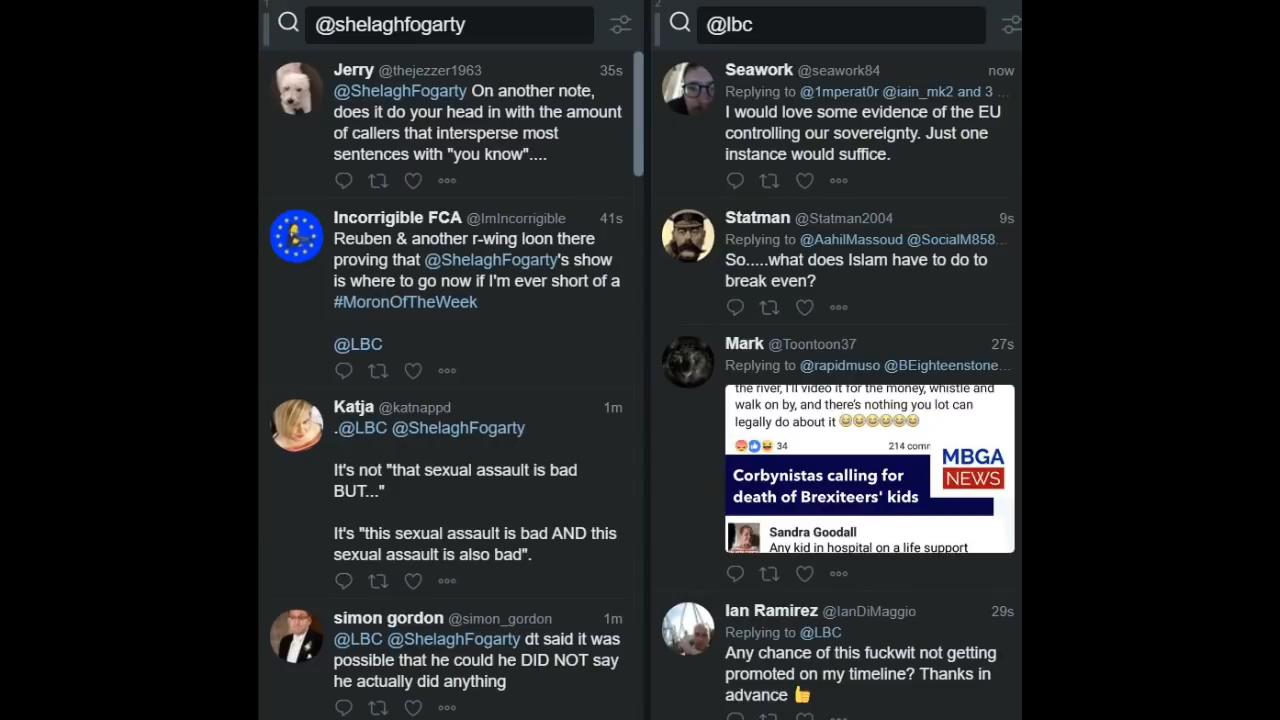 1
@shelaghfogarty
Jerry @thejezzer1963 35s
@ShelaghFogarty On another note,
does it do your head in with the amount
of callers that intersperse most
sentences with "you know"....
Incorrigible FCA @ImIncorrigible 41s
Reuben & another r-wing loon there
proving that @ShelaghFogarty's show
is where to go now if I'm ever short of a
#MoronOfTheWeek
@LBC
Katja @katnappd 1m
.@LBC @ShelaghFogarty
It's not "that sexual assault is bad
BUT..."
It's "this sexual assault is bad AND this
sexual assault is also bad".
simon gordon @simon_gordon 1m
@LBC @ShelaghFogarty dt said it was
possible that he could he DID NOT say
he actually did anything
2
@lbc
Seawork @seawork84 now
Replying to @1mperat0r @iain_mk2 and 3 ...
I would love some evidence of the EU
controlling our sovereignty. Just one
instance would suffice.
Statman @Statman2004 9s
Replying to @AahilMassoud @SocialM858...
So.....what does Islam have to do to
break even?
Mark @Toontoon37 27s
Replying to @rapidmuso @BEighteenstone...
the river, I'll video it for the money, whistle and
walk on by, and there's nothing you lot can
legally do about it 😂😂😂😂😂😂
34 214 comm
MBGA
NEWS
Corbynistas calling for
death of Brexiteers' kids
Sandra Goodall
Any kid in hospital on a life support
Ian Ramirez @IanDiMaggio 29s
Replying to @LBC
Any chance of this fuckwit not getting
promoted on my timeline? Thanks in
advance 👍